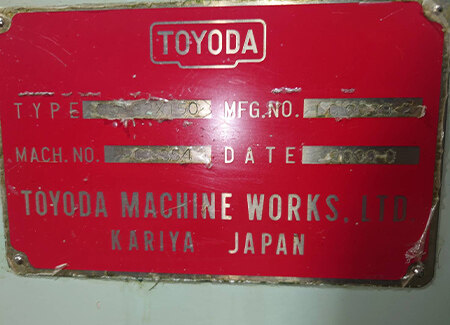 TOYODA
TYPE MFG.NO.
MACH. NO. DATE
TOYODA MACHINE WORKS, LTD.
KARIYA JAPAN